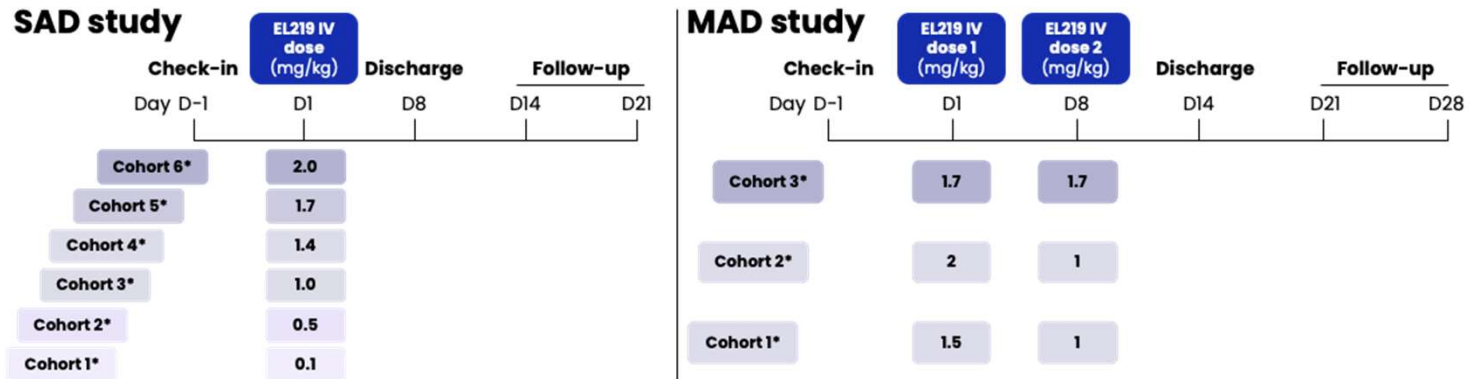 SAD study
EL219 IV
dose
(mg/kg)
Check-in
Discharge
Follow-up
Day D-1
D1
D8
D14
D21
Cohort 6*
2.0
Cohort 5*
1.7
Cohort 4*
1.4
Cohort 3*
1.0
Cohort 2*
0.5
Cohort 1*
0.1
MAD study
EL219 IV
dose 1
(mg/kg)
EL219 IV
dose 2
(mg/kg)
Check-in
Discharge
Follow-up
Day D-1
D1
D8
D14
D21
D28
Cohort 3*
1.7
1.7
Cohort 2*
2
1
Cohort 1*
1.5
1